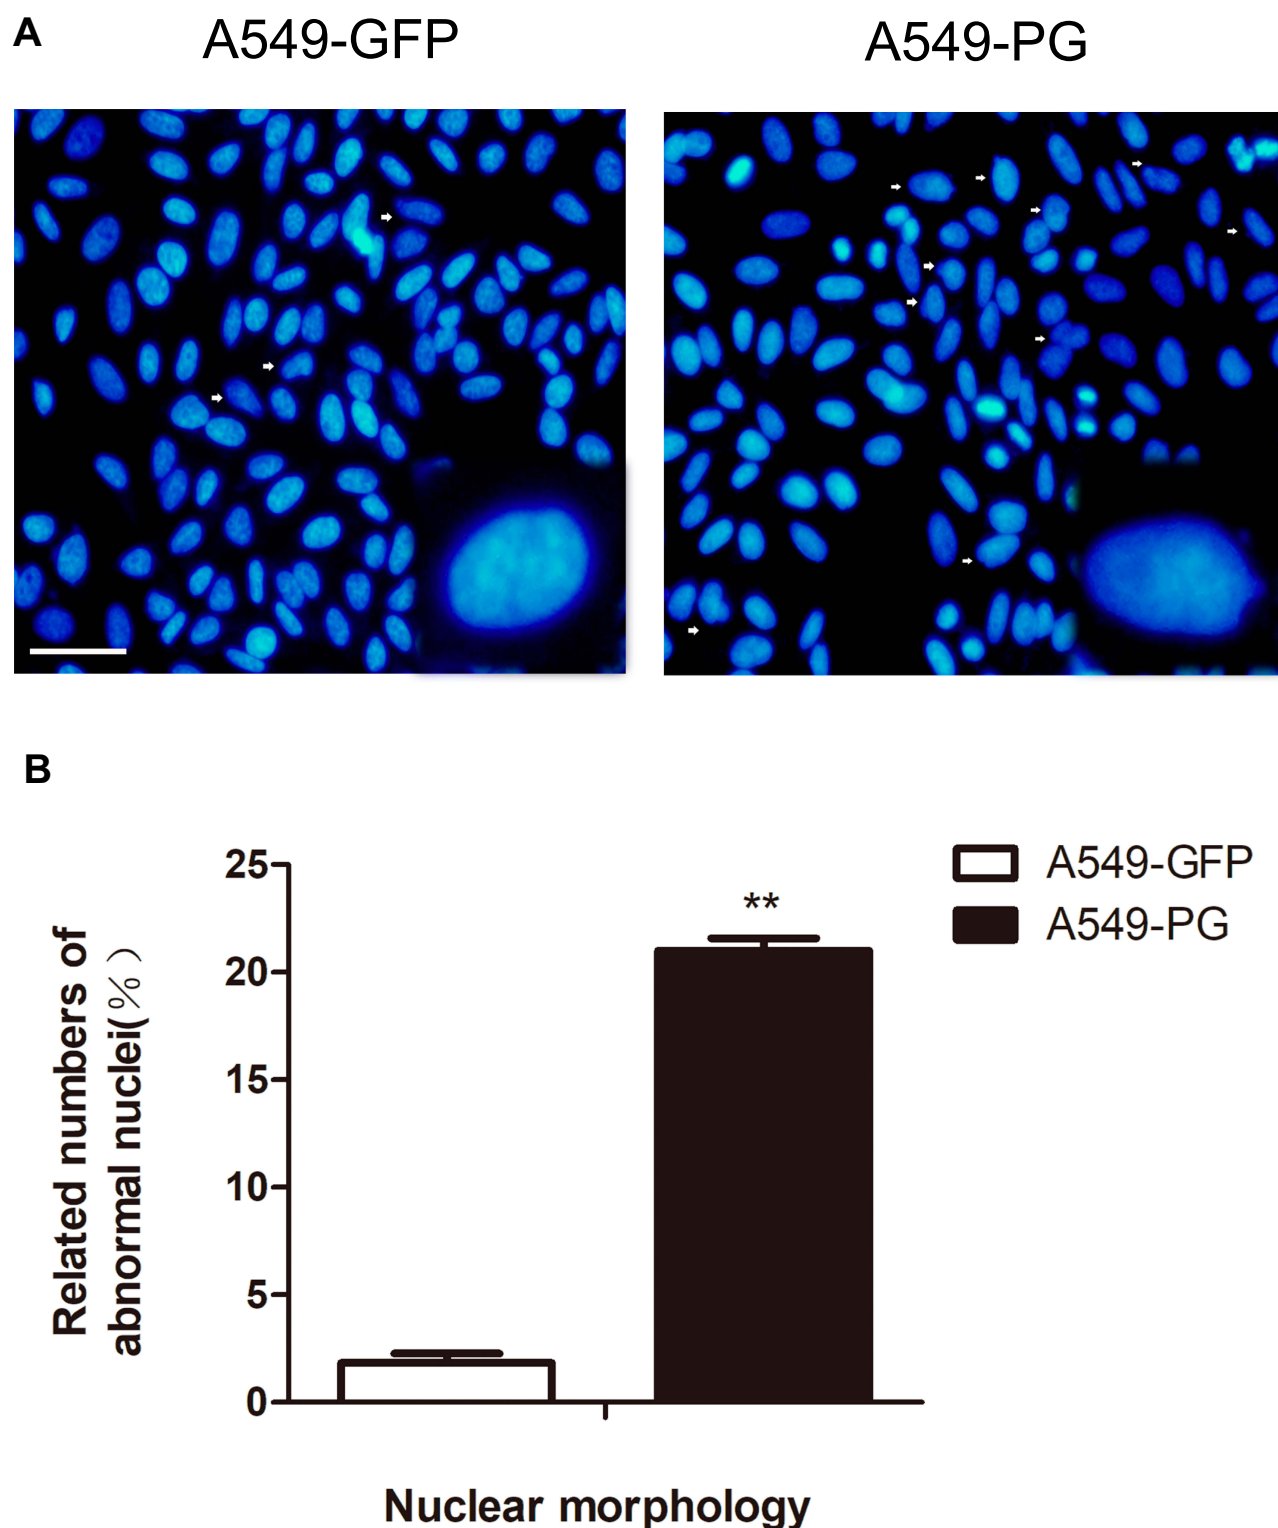 A
A549-GFP
A549-PG
B
Related numbers of
abnormal nuclei(%）
25
20
15
10
5
0
**
A549-GFP
A549-PG
Nuclear morphology